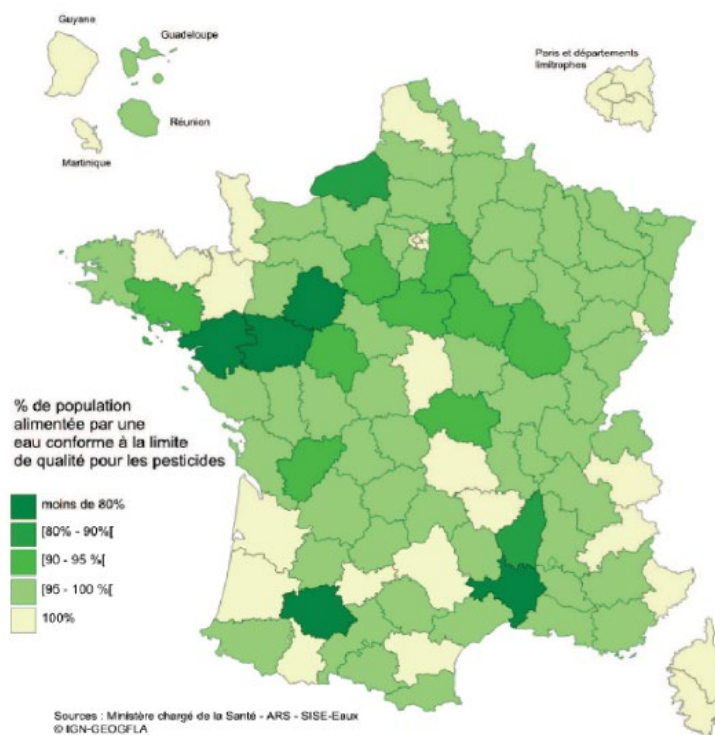 Guyane
Guadeloupe
Réunion
Martinique
Paris et départements
limitrophes
% de population
alimentée par une
eau conforme à la limite
de qualité pour les pesticides
moins de 80%
[80% - 90%[
[90 - 95 %[
[95 - 100 %[
100%
Sources : Ministère chargé de la Santé - ARS - SISE-Eaux
© IGN-GEOGFLA